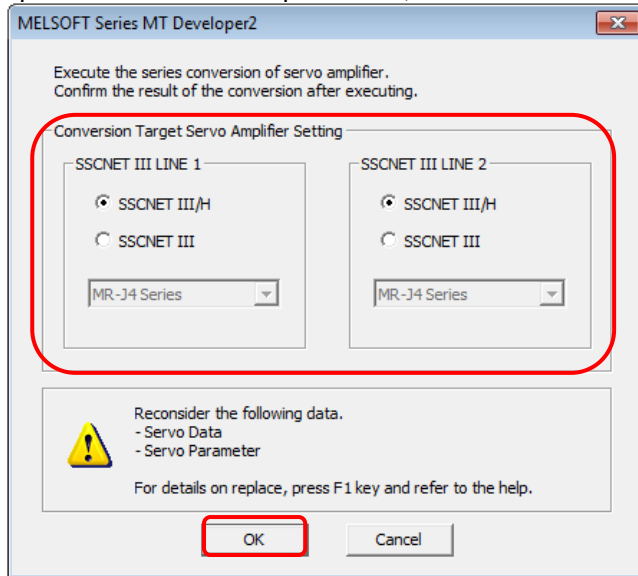 MELSOFT Series MT Developer2
Execute the series conversion of servo amplifier.
Confirm the result of the conversion after executing.
Conversion Target Servo Amplifier Setting
SSCNET III LINE 1
SSCNET III/H
SSCNET III
MR-J4 Series
SSCNET III LINE 2
SSCNET III/H
SSCNET III
MR-J4 Series
Reconsider the following data.
- Servo Data
- Servo Parameter
For details on replace, press F1 key and refer to the help.
OK
Cancel